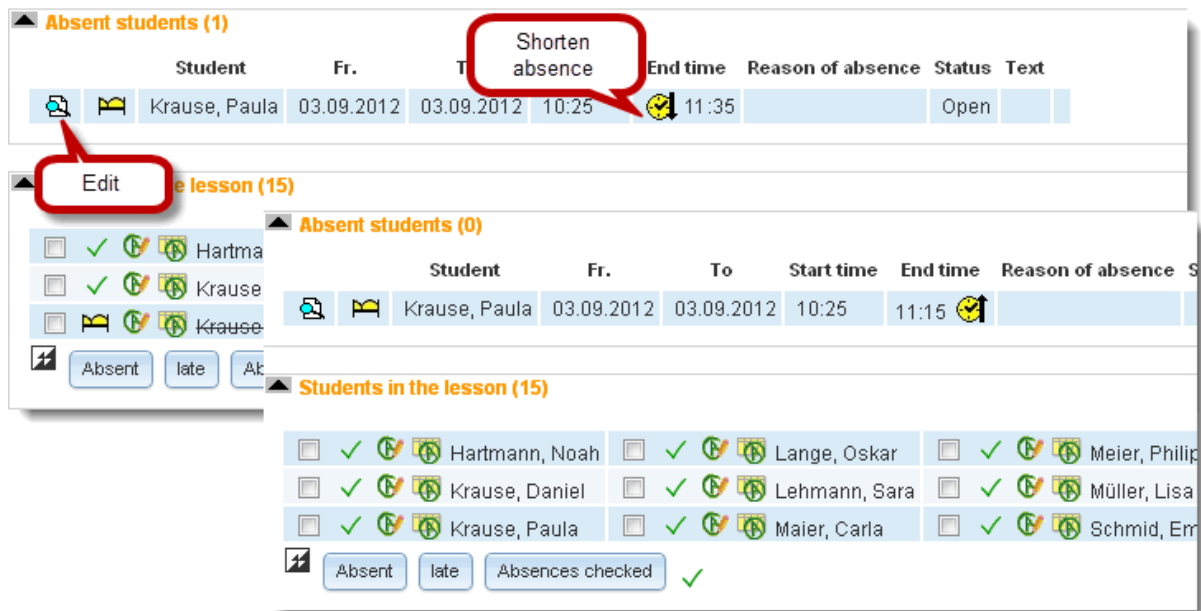 Absent students (1)
Shorten
absence
Student Fr. T End time Reason of absence Status Text
Krause, Paula 03.09.2012 03.09.2012 10:25 11:35 Open
Edit
e lesson (15)
Hartma
Krause
Krause
Absent late Ab
Absent students (0)
Student Fr. To Start time End time Reason of absence S
Krause, Paula 03.09.2012 03.09.2012 10:25 11:15
Students in the lesson (15)
Hartmann, Noah Lange, Oskar Meier, Philip
Krause, Daniel Lehmann, Sara Müller, Lisa
Krause, Paula Maier, Carla Schmid, Em
Absent late Absences checked